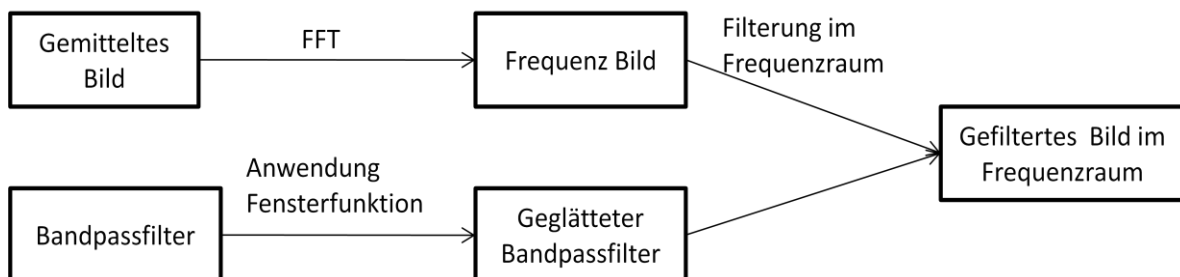 Gemitteltes
Bild
FFT
Frequenz Bild
Filterung im
Frequenzraum
Gefiltertes Bild im
Frequenzraum
Bandpassfilter
Anwendung
Fensterfunktion
Geglätteter
Bandpassfilter